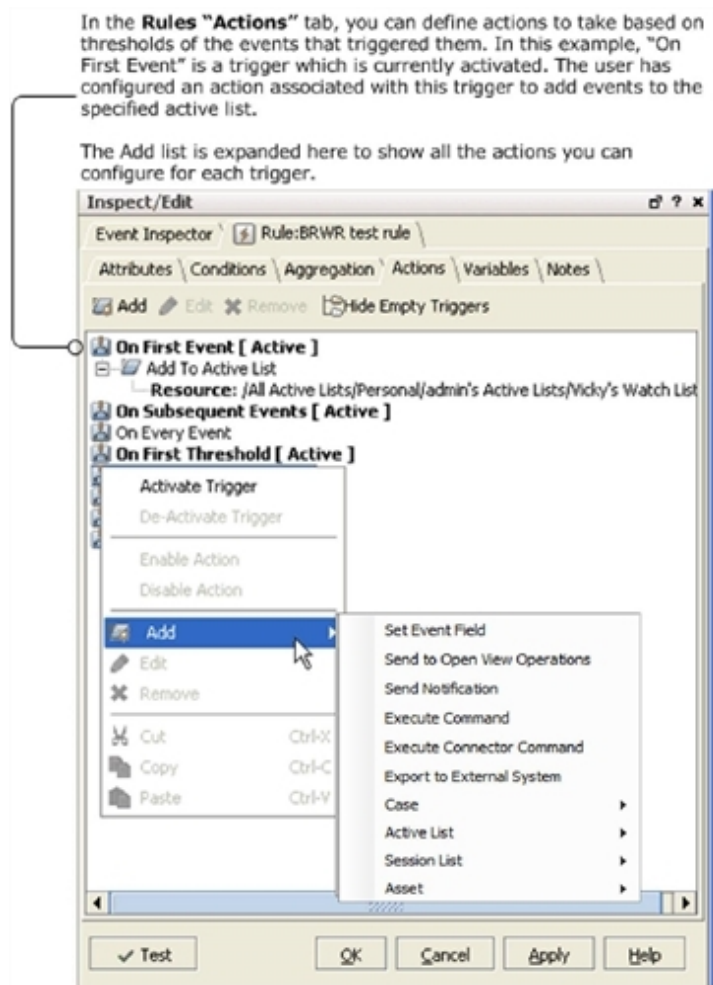 In the Rules “Actions” tab, you can define actions to take based on
thresholds of the events that triggered them. In this example, “On
First Event” is a trigger which is currently activated. The user has
configured an action associated with this trigger to add events to the
specified active list.
The Add list is expanded here to show all the actions you can
configure for each trigger.
Inspect/Edit
Event Inspector Rule:BRWR test rule
Attributes Conditions Aggregation Actions Variables Notes
Add Edit Remove Hide Empty Triggers
On First Event [ Active ]
Add To Active List
Resource: /All Active Lists/Personal/admin's Active Lists/Vicky's Watch List
On Subsequent Events [ Active ]
On Every Event
On First Threshold [ Active ]
Activate Trigger
De-Activate Trigger
Enable Action
Disable Action
Add
Edit
Remove
Cut Ctrl-X
Copy Ctrl-C
Paste Ctrl-V
Set Event Field
Send to Open View Operations
Send Notification
Execute Command
Execute Connector Command
Export to External System
Case
Active List
Session List
Asset
Test OK Cancel Apply Help